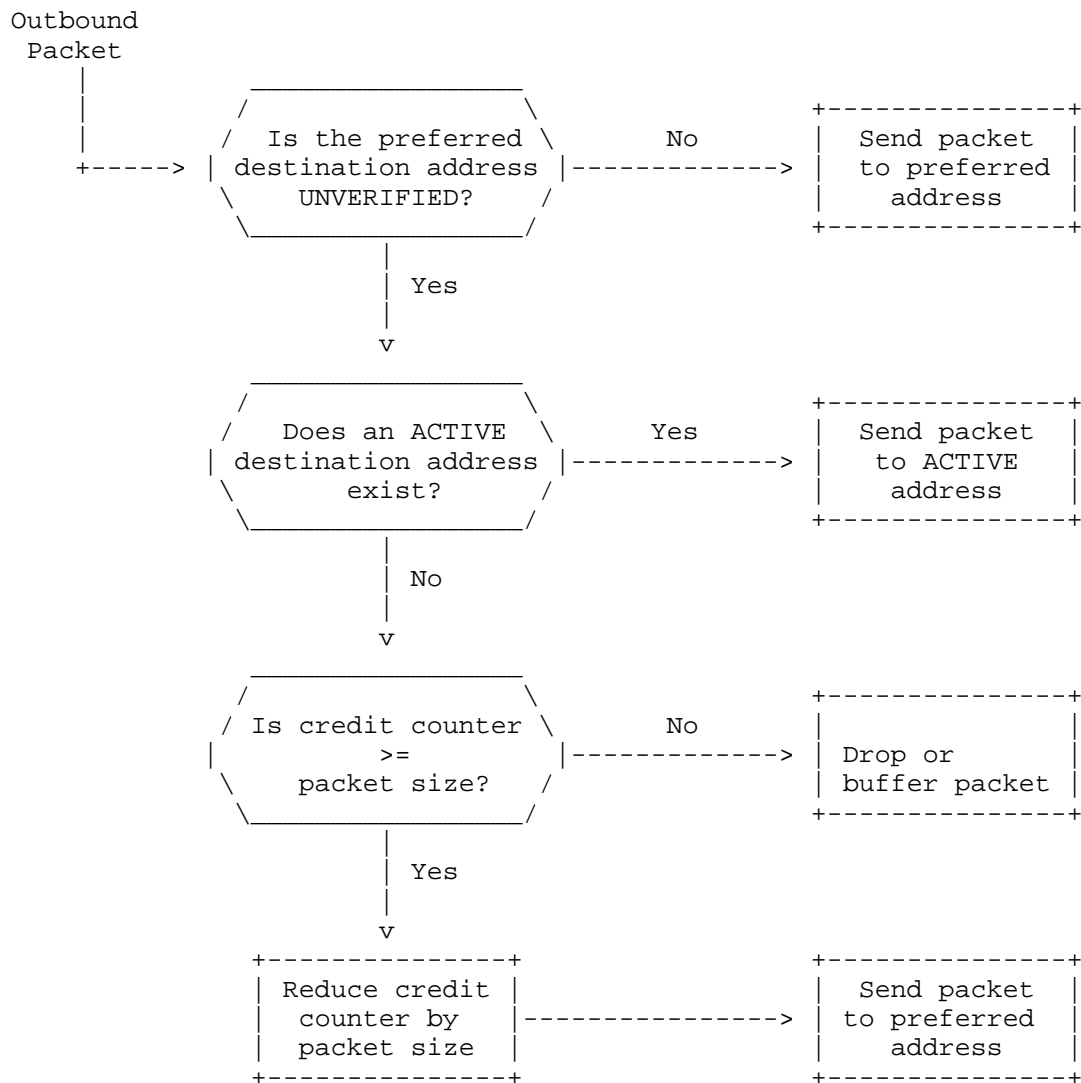 Outbound
Packet
Is the preferred
destination address
UNVERIFIED?
No
Send packet
to preferred
address
Yes
Does an ACTIVE
destination address
exist?
Yes
Send packet
to ACTIVE
address
No
Is credit counter
>=
packet size?
No
Drop or
buffer packet
Yes
Reduce credit
counter by
packet size
Send packet
to preferred
address